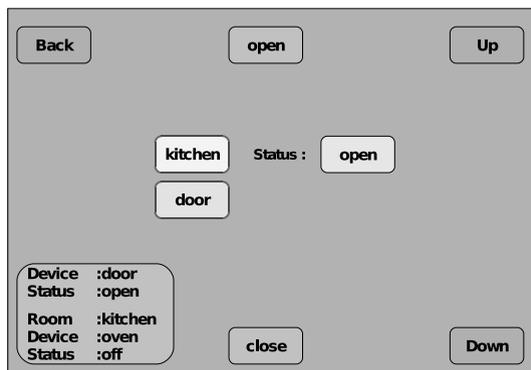 Back open Up
kitchen Status : open
door
Device :door
Status :open
Room :kitchen
Device :oven
Status :off
close Down